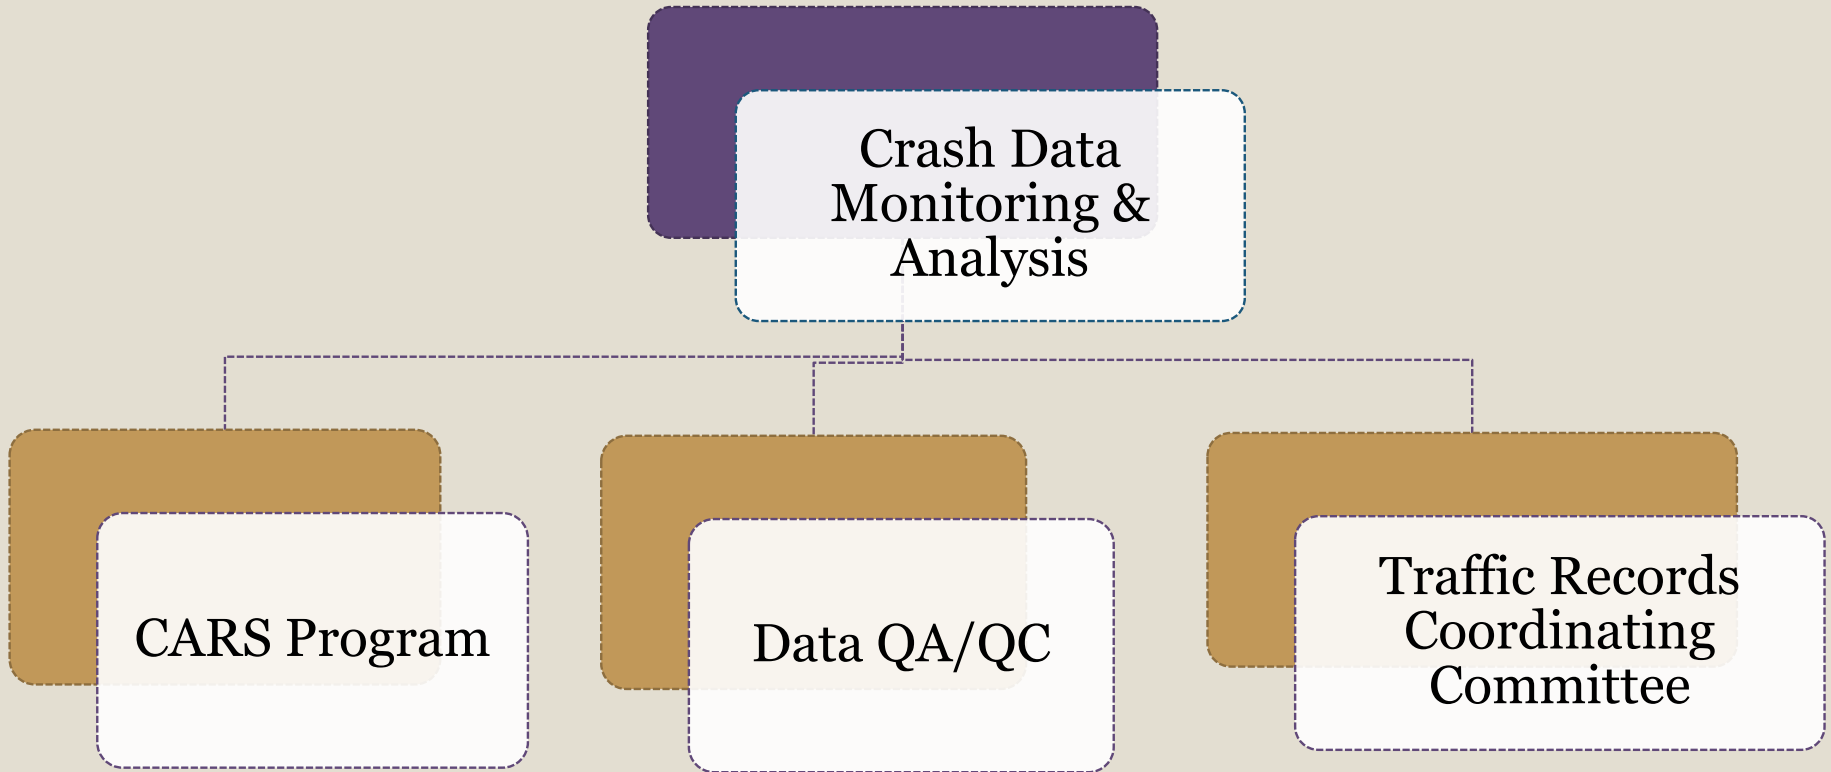 Crash Data
Monitoring &
Analysis
CARS Program
Data QA/QC
Traffic Records
Coordinating
Committee